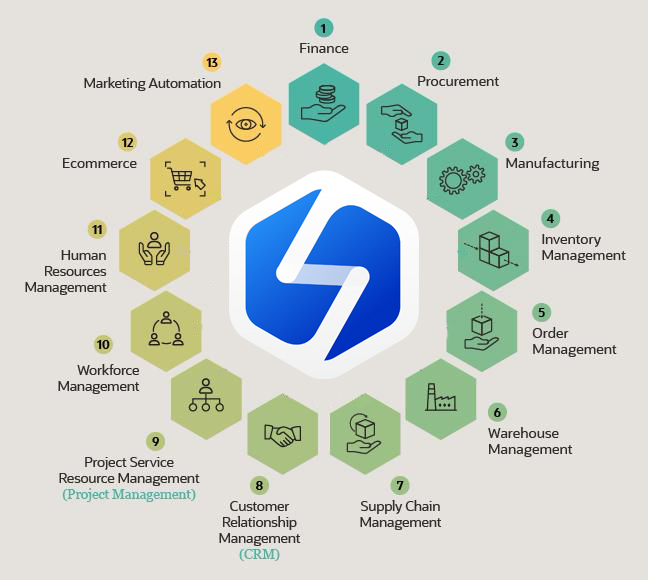 1
Finance
2
Procurement
3
Manufacturing
4
Inventory
Management
5
Order
Management
6
Warehouse
Management
7
Supply Chain
Management
8
Customer
Relationship
Management
(CRM)
9
Project Service
Resource Management
(Project Management)
10
Workforce
Management
11
Human
Resources
Management
12
Ecommerce
13
Marketing Automation